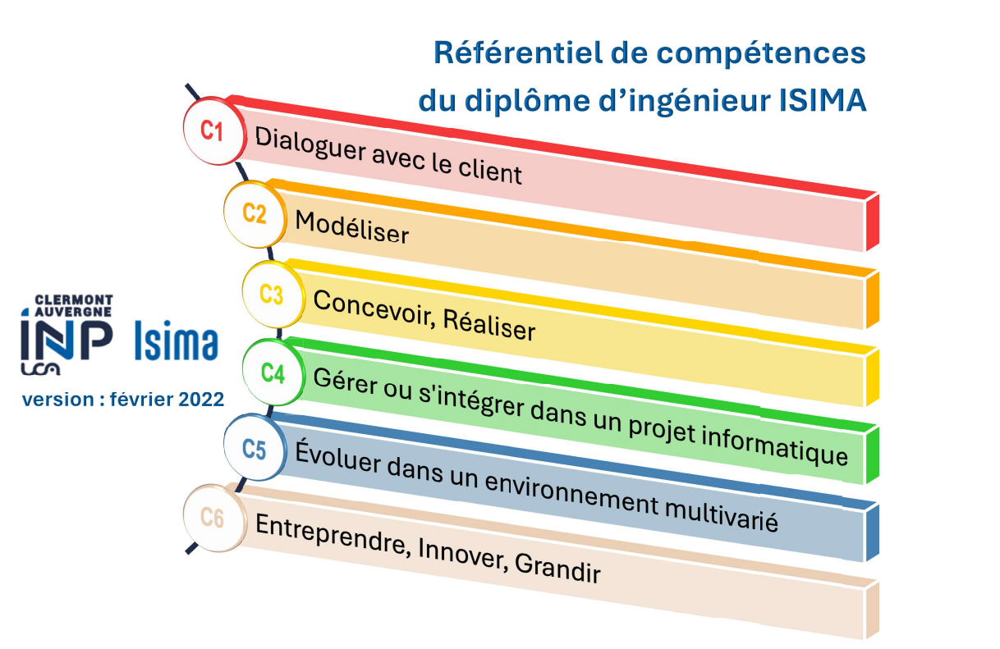 Référentiel de compétences
du diplôme d’ingénieur ISIMA
C1
Dialoguer avec le client
C2
Modéliser
C3
Concevoir, Réaliser
C4
Gérer ou s'intégrer dans un projet informatique
C5
Évoluer dans un environnement multivarié
C6
Entreprendre, Innover, Grandir
CLERMONT
AUVERGNE
INP
UCA
Isima
version : février 2022